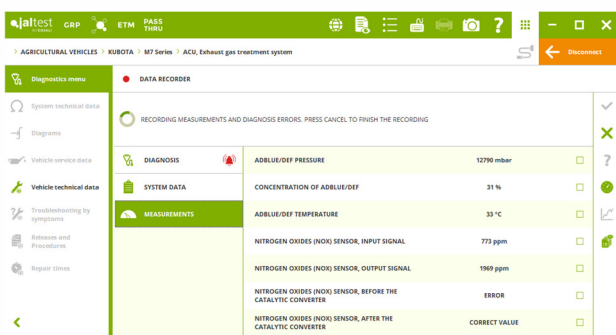 jaltest
GRP
ETM
PASS
THRU
> AGRICULTURAL VEHICLES > KUBOTA > M7 Series > ACU, Exhaust gas treatment system
Disconnect
Diagnostics menu
DATA RECORDER
System technical data
RECORDING MEASUREMENTS AND DIAGNOSIS ERRORS. PRESS CANCEL TO FINISH THE RECORDING
Diagrams
Vehicle service data
Vehicle technical data
Troubleshooting by
symptoms
Releases and
Procedures
Repair times
DIAGNOSIS
SYSTEM DATA
MEASUREMENTS
ADBLUE/DEF PRESSURE 12790 mbar
CONCENTRATION OF ADBLUE/DEF 31 %
ADBLUE/DEF TEMPERATURE 33 °C
NITROGEN OXIDES (NOX) SENSOR, INPUT SIGNAL 773 ppm
NITROGEN OXIDES (NOX) SENSOR, OUTPUT SIGNAL 1969 ppm
NITROGEN OXIDES (NOX) SENSOR, BEFORE THE
CATALYTIC CONVERTER ERROR
NITROGEN OXIDES (NOX) SENSOR, AFTER THE
CATALYTIC CONVERTER CORRECT VALUE